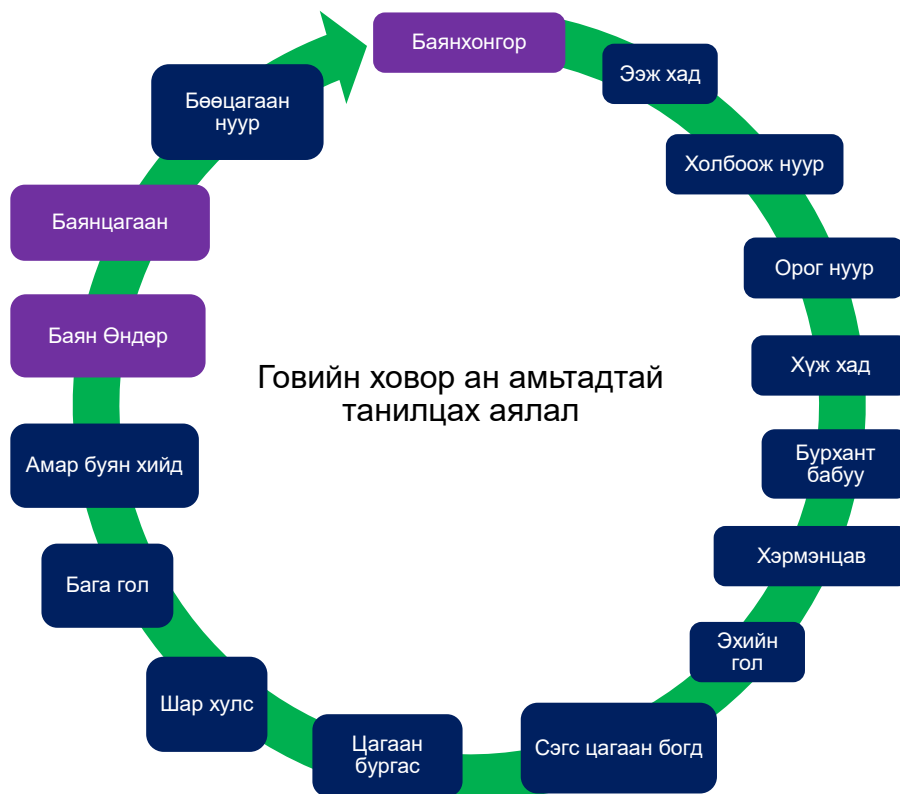 Баянхонгор
Ээж хад
Холбоож нуур
Орог нуур
Хүж хад
Бурхант
бабуу
Хэрмэнцав
Эхийн
гол
Сэгс цагаан богд
Цагаан
бургас
Шар хулс
Бага гол
Амар буян хийд
Баян Өндөр
Баянцагаан
Бөөцагаан
нуур
Говийн ховор ан амьтадтай
танилцах аялал